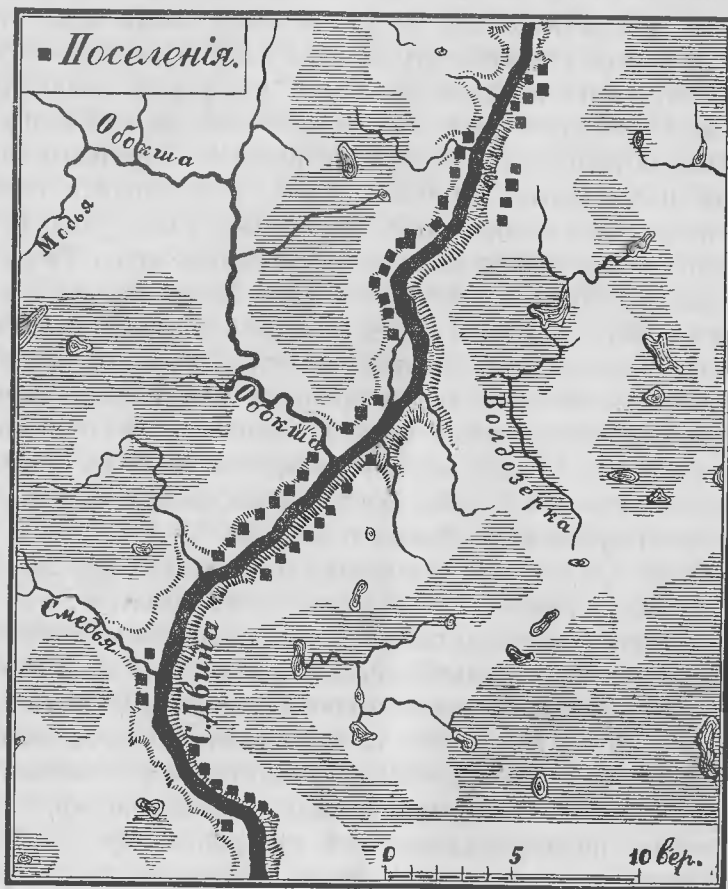 Поселенія.
Обокша
Модья
Обокша
Волдозерка
Смедья
С. Двина
0 5 10 вер.